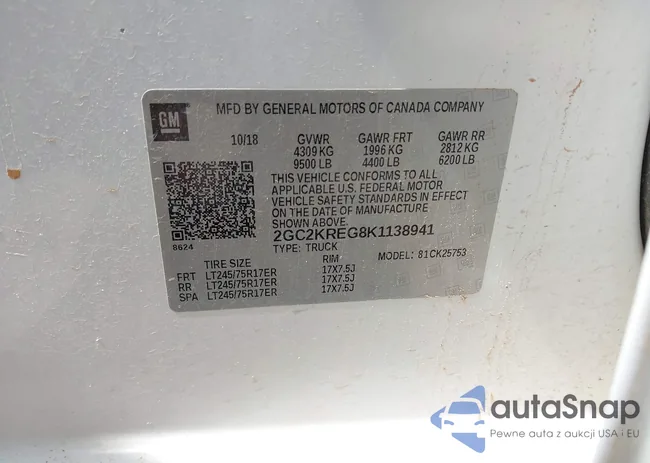 GM
MFD BY GENERAL MOTORS OF CANADA COMPANY
10/18 GVWR GAWR FRT GAWR RR
4309 KG 1996 KG 2812 KG
9500 LB 4400 LB 6200 LB
THIS VEHICLE CONFORMS TO ALL
APPLICABLE U.S. FEDERAL MOTOR
VEHICLE SAFETY STANDARDS IN EFFECT
ON THE DATE OF MANUFACTURE
SHOWN ABOVE.
8624
2GC2KREG8K1138941
TYPE: TRUCK MODEL: 81CK25753
TIRE SIZE RIM
FRT LT245/75R17ER 17X7.5J
RR LT245/75R17ER 17X7.5J
SPA LT245/75R17ER 17X7.5J
autoSnap
Pewne auta z aukcji USA i EU